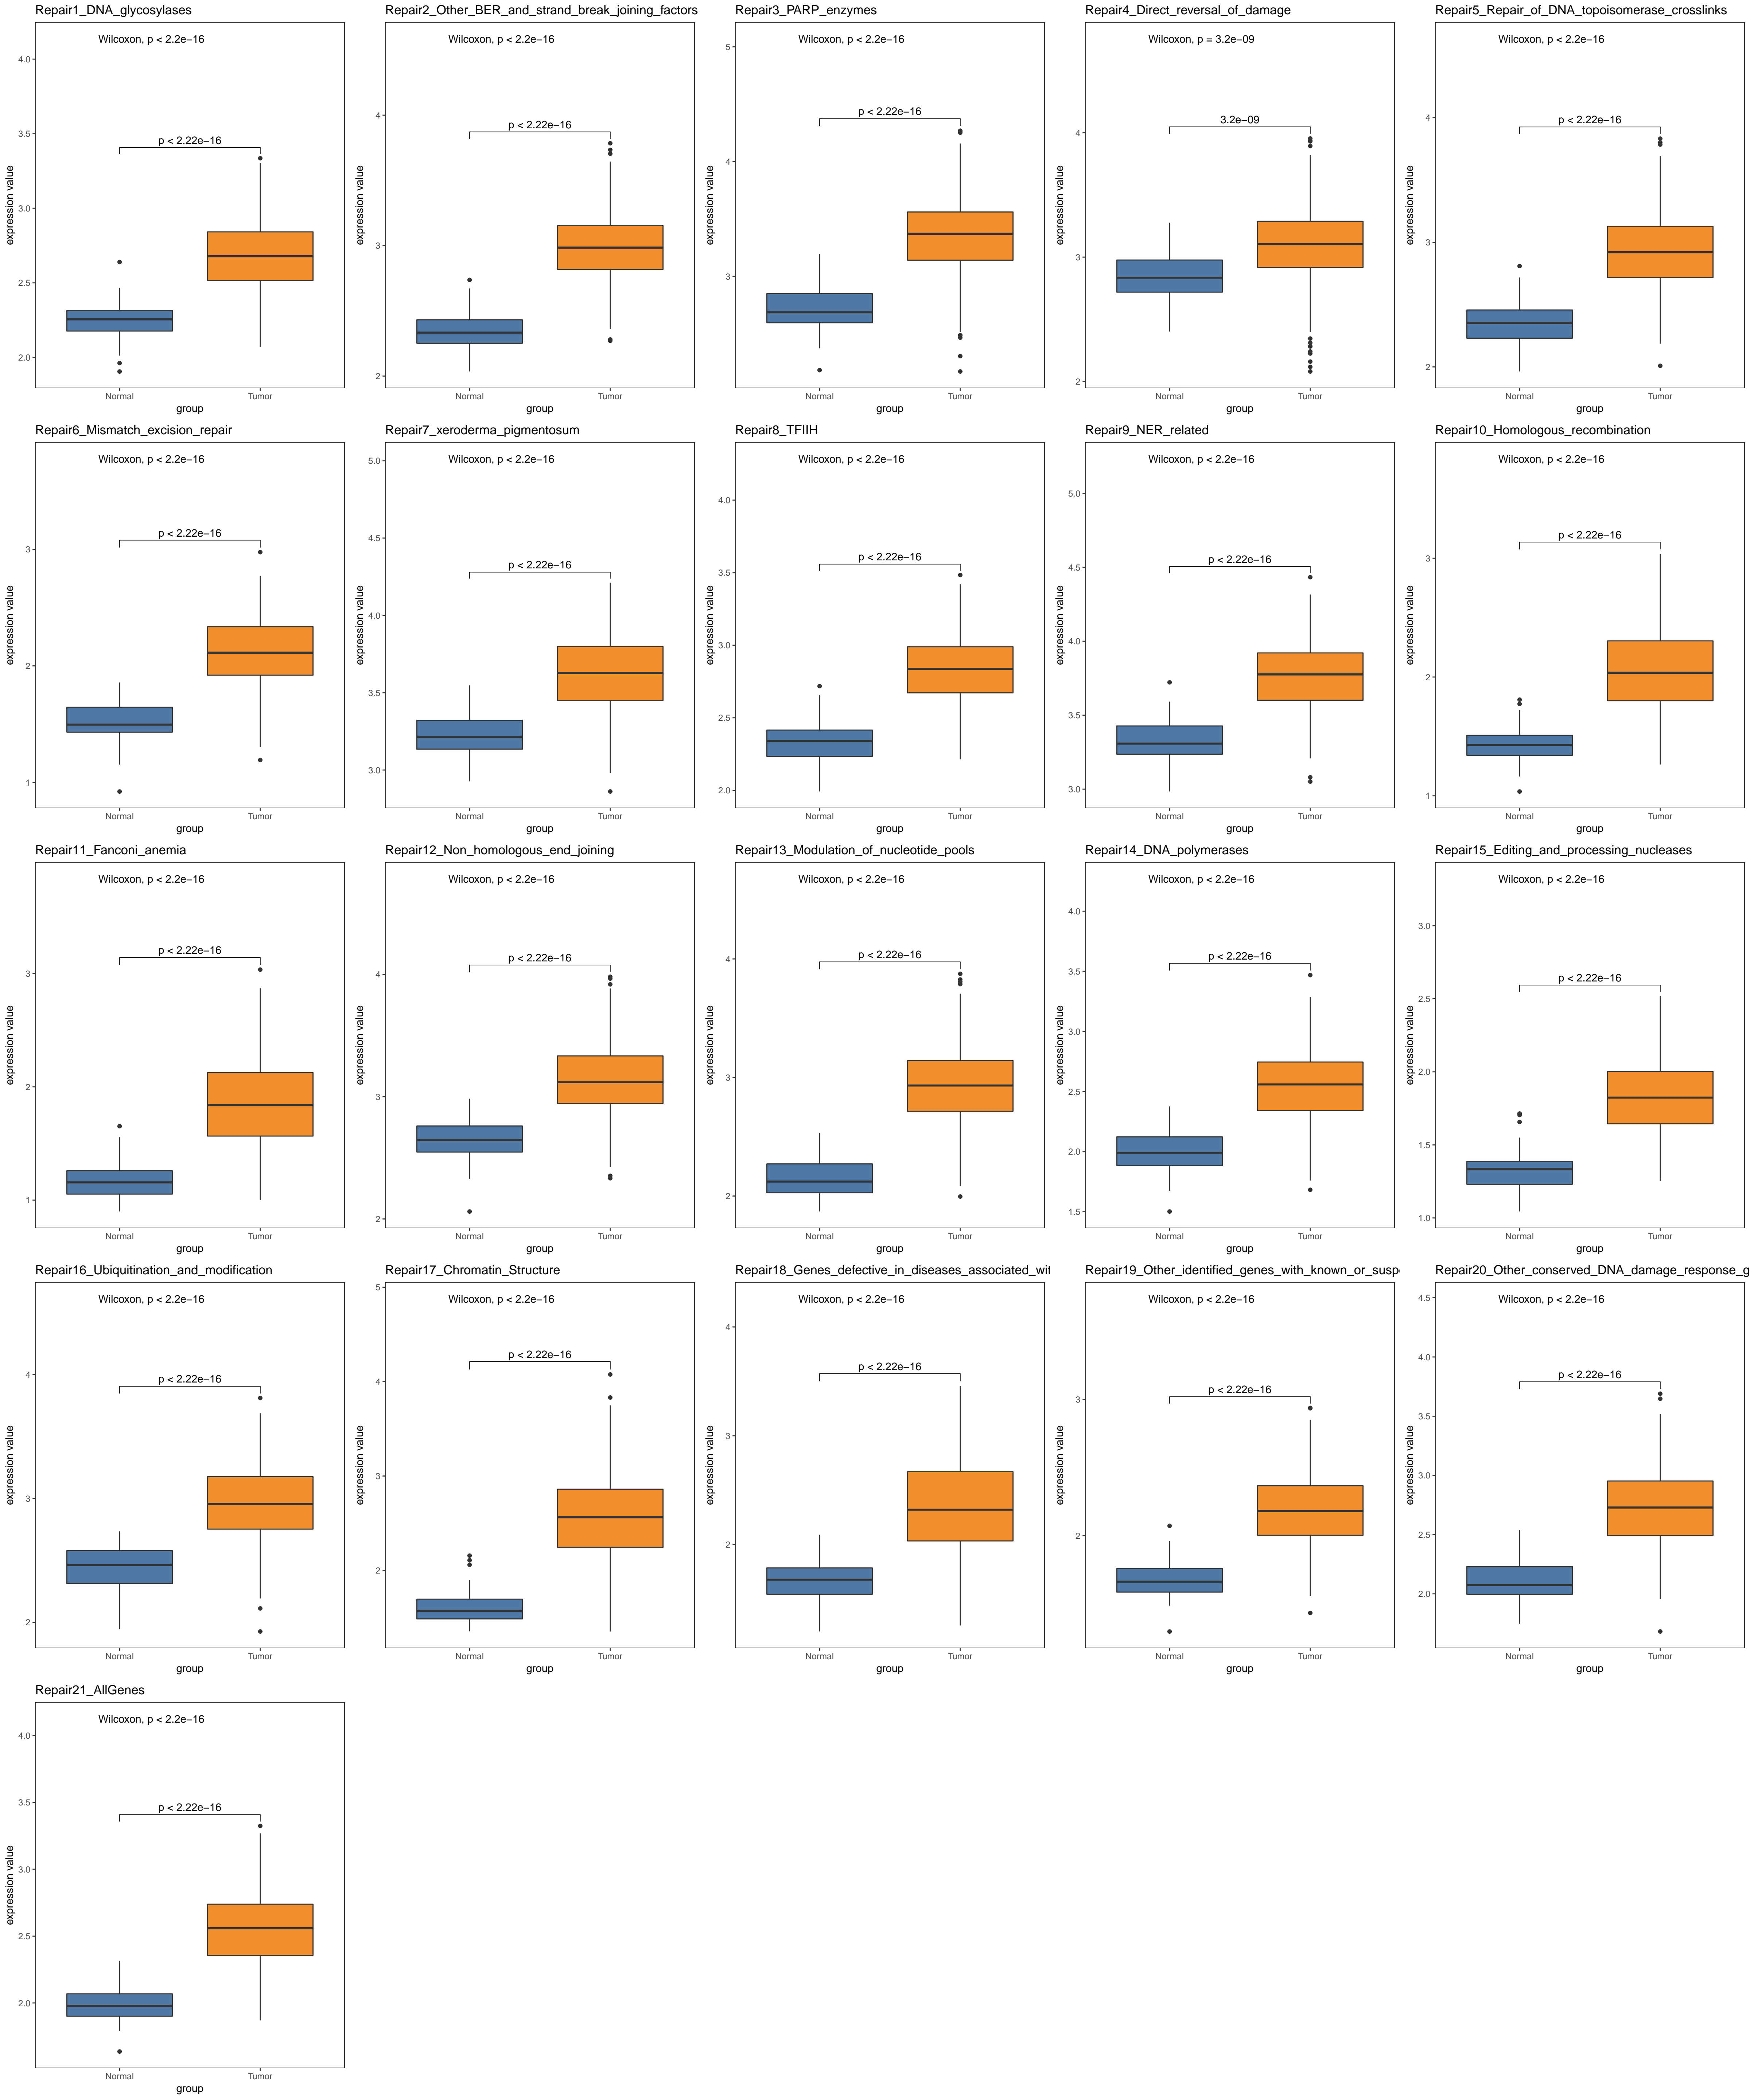 Repair1_DNA_glycosylases
Wilcoxon, p < 2.2e−16
p < 2.22e−16
4.0
3.5
3.0
2.5
2.0
expression value
Normal Tumor
group
Repair2_Other_BER_and_strand_break_joining_factors
Wilcoxon, p < 2.2e−16
p < 2.22e−16
4
3
2
expression value
Normal Tumor
group
Repair3_PARP_enzymes
Wilcoxon, p < 2.2e−16
p < 2.22e−16
5
4
3
expression value
Normal Tumor
group
Repair4_Direct_reversal_of_damage
Wilcoxon, p = 3.2e−09
3.2e−09
4
3
2
expression value
Normal Tumor
group
Repair5_Repair_of_DNA_topoisomerase_crosslinks
Wilcoxon, p < 2.2e−16
p < 2.22e−16
4
3
2
expression value
Normal Tumor
group
Repair6_Mismatch_excision_repair
Wilcoxon, p < 2.2e−16
p < 2.22e−16
3
2
1
expression value
Normal Tumor
group
Repair7_xeroderma_pigmentosum
Wilcoxon, p < 2.2e−16
p < 2.22e−16
5.0
4.5
4.0
3.5
3.0
expression value
Normal Tumor
group
Repair8_TFIIH
Wilcoxon, p < 2.2e−16
p < 2.22e−16
4.0
3.5
3.0
2.5
2.0
expression value
Normal Tumor
group
Repair9_NER_related
Wilcoxon, p < 2.2e−16
p < 2.22e−16
5.0
4.5
4.0
3.5
3.0
expression value
Normal Tumor
group
Repair10_Homologous_recombination
Wilcoxon, p < 2.2e−16
p < 2.22e−16
3
2
1
expression value
Normal Tumor
group
Repair11_Fanconi_anemia
Wilcoxon, p < 2.2e−16
p < 2.22e−16
3
2
1
expression value
Normal Tumor
group
Repair12_Non_homologous_end_joining
Wilcoxon, p < 2.2e−16
p < 2.22e−16
4
3
2
expression value
Normal Tumor
group
Repair13_Modulation_of_nucleotide_pools
Wilcoxon, p < 2.2e−16
p < 2.22e−16
4
3
2
expression value
Normal Tumor
group
Repair14_DNA_polymerases
Wilcoxon, p < 2.2e−16
p < 2.22e−16
4.0
3.5
3.0
2.5
2.0
1.5
expression value
Normal Tumor
group
Repair15_Editing_and_processing_nucleases
Wilcoxon, p < 2.2e−16
p < 2.22e−16
3.0
2.5
2.0
1.5
1.0
expression value
Normal Tumor
group
Repair16_Ubiquitination_and_modification
Wilcoxon, p < 2.2e−16
p < 2.22e−16
4
3
2
expression value
Normal Tumor
group
Repair17_Chromatin_Structure
Wilcoxon, p < 2.2e−16
p < 2.22e−16
5
4
3
2
expression value
Normal Tumor
group
Repair18_Genes_defective_in_diseases_associated_wit
Wilcoxon, p < 2.2e−16
p < 2.22e−16
4
3
2
expression value
Normal Tumor
group
Repair19_Other_identified_genes_with_known_or_susp
Wilcoxon, p < 2.2e−16
p < 2.22e−16
3
2
expression value
Normal Tumor
group
Repair20_Other_conserved_DNA_damage_response_g
Wilcoxon, p < 2.2e−16
p < 2.22e−16
4.5
4.0
3.5
3.0
2.5
2.0
expression value
Normal Tumor
group
Repair21_AllGenes
Wilcoxon, p < 2.2e−16
p < 2.22e−16
4.0
3.5
3.0
2.5
2.0
expression value
Normal Tumor
group